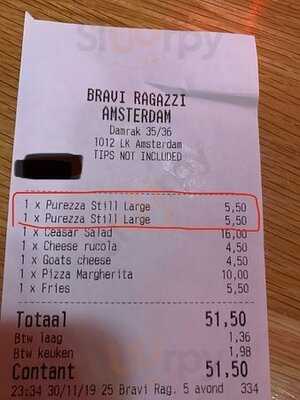 Sluurpy
BRAVI RAGAZZI
AMSTERDAM
Damrak 35/36
1012 LK Amsterdam
TIPS NOT INCLUDED
1 x Purezza Still Large 5,50
1 x Purezza Still Large 5,50
1 x Ceasar Salad 16,00
1 x Cheese rucola 4,50
1 x Goats cheese 4,50
1 x Pizza Margherita 10,00
1 x Fries 5,50
Totaal 51,50
Btw laag 1,36
Btw keuken 1,98
Contant 51,50
23:34 30/11/19 25 Bravi Rag. 5 avond 334